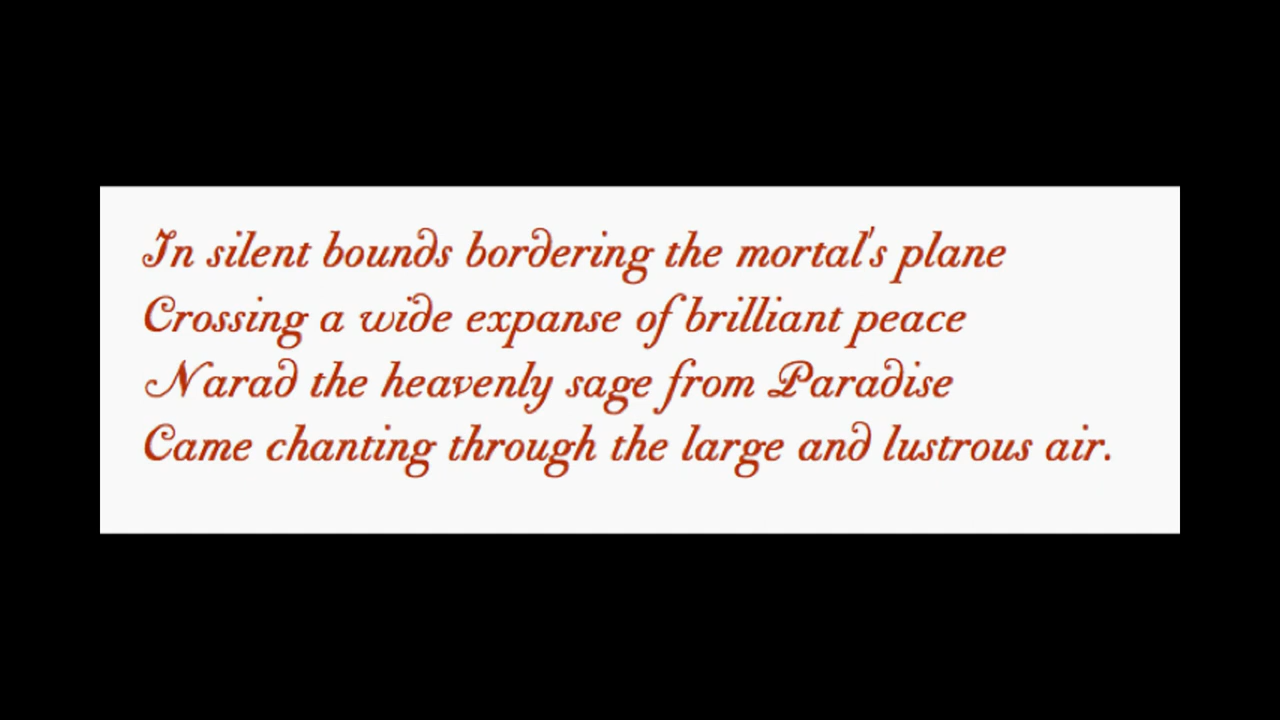 In silent bounds bordering the mortal's plane
Crossing a wide expanse of brilliant peace
Narad the heavenly sage from Paradise
Came chanting through the large and lustrous air.